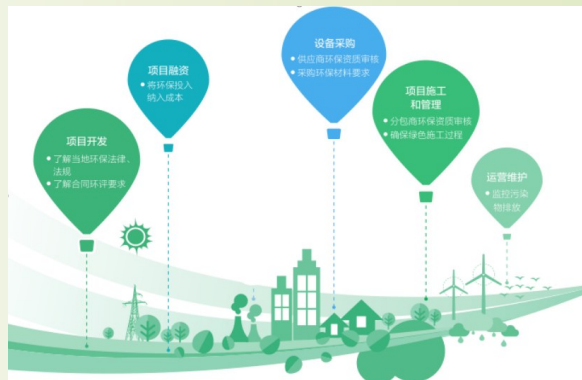 项目开发
● 了解当地环保法律、
法规
● 了解合同环评要求
项目融资
● 将环保投入
纳入成本
设备采购
● 供应商环保资质审核
● 采购环保材料要求
项目施工
和管理
● 分包商环保资质审核
● 确保绿色施工过程
运营维护
● 监控污染
物排放